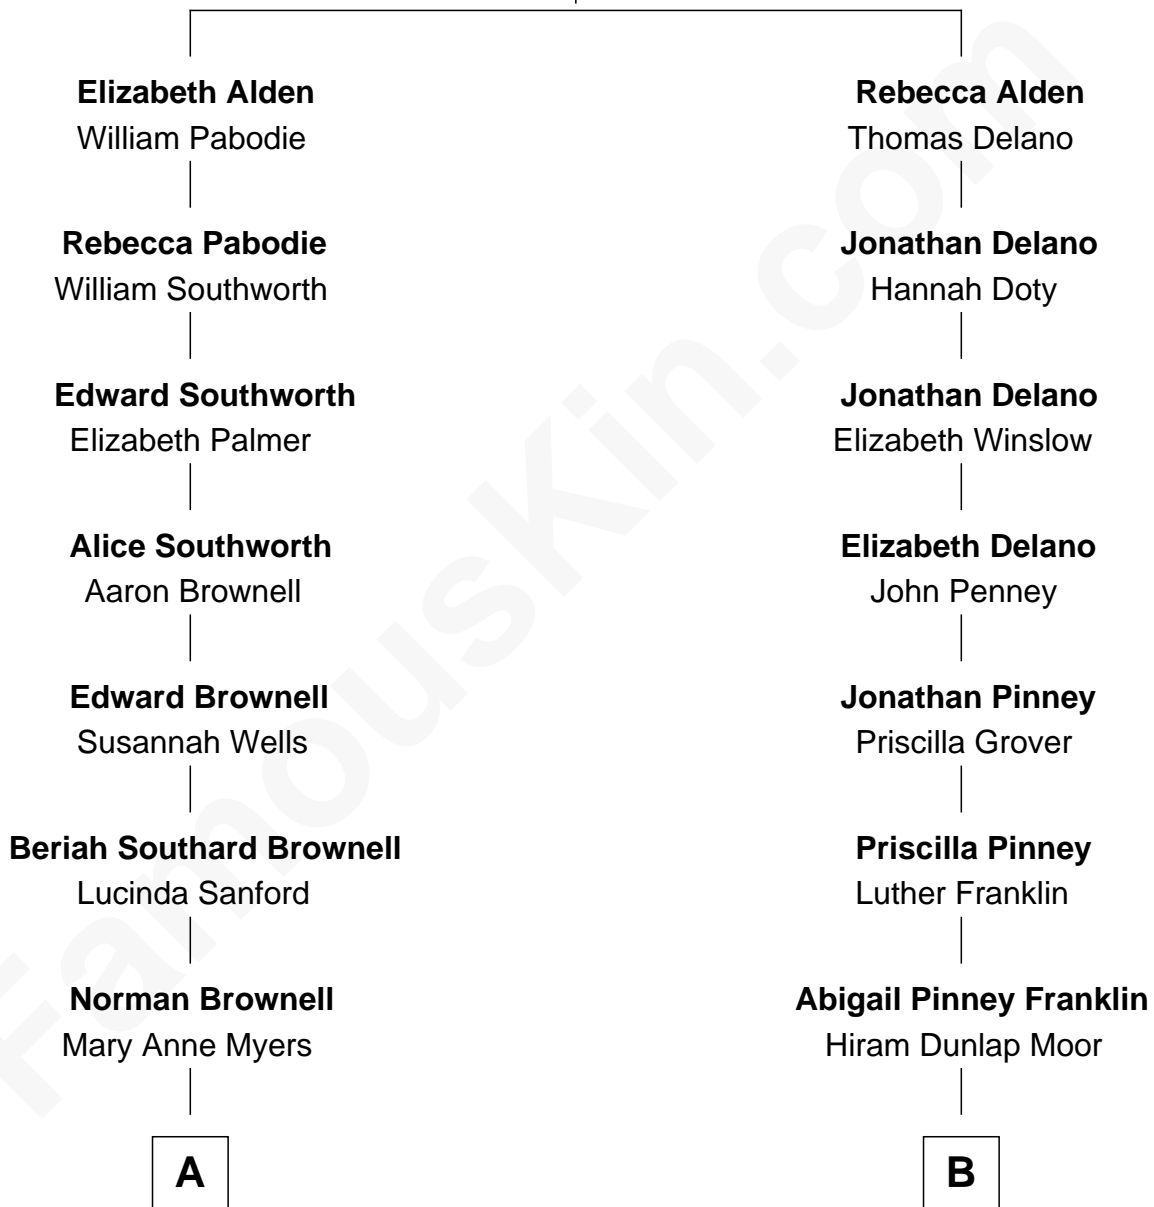 Elizabeth Alden
William Pabodie
Rebecca Pabodie
William Southworth
Edward Southworth
Elizabeth Palmer
Alice Southworth
Aaron Brownell
Edward Brownell
Susannah Wells
Beriah Southard Brownell
Lucinda Sanford
Norman Brownell
Mary Anne Myers
A
Rebecca Alden
Thomas Delano
Jonathan Delano
Hannah Doty
Jonathan Delano
Elizabeth Winslow
Elizabeth Delano
John Penney
Jonathan Pinney
Priscilla Grover
Priscilla Pinney
Luther Franklin
Abigail Pinney Franklin
Hiram Dunlap Moor
B
FamousKin.com